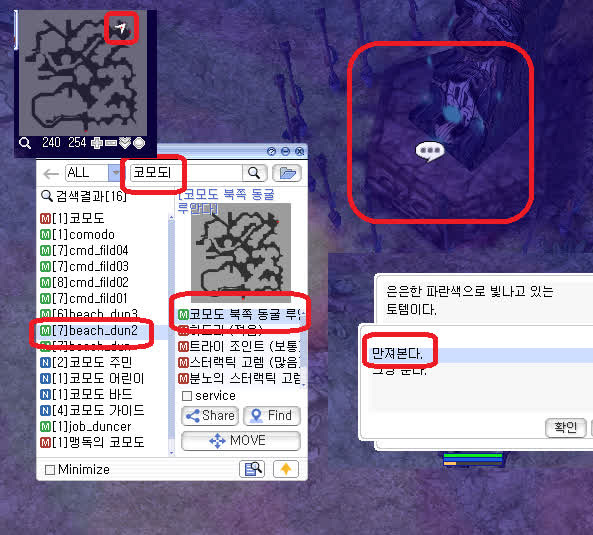 240 254
ALL
코모도
검색결과[16]
[1]코모도
[1]comodo
[7]cmd_fild04
[7]cmd_fild03
[8]cmd_fild02
[7]cmd_fild01
[6]beach_dun3
[7]beach_dun2
[7]beach_dun
[2]코모도 주민
[1]코모도 어린이
[1]코모도 바드
[4]코모도 가이드
[1]job_duncer
[1]맹독의 코모도
Minimize
[코모도 북쪽 동굴
루안다]
코모도 북쪽 동굴
히드라 (적음)
트라이 조인트 (보통)
스터랙틱 고렘 (많음)
분노의 스터랙틱 고렘
service
Share
Find
MOVE
은은한 파란색으로 빛나고 있는
토템이다.
만져본다.
그냥 둔다.
확인